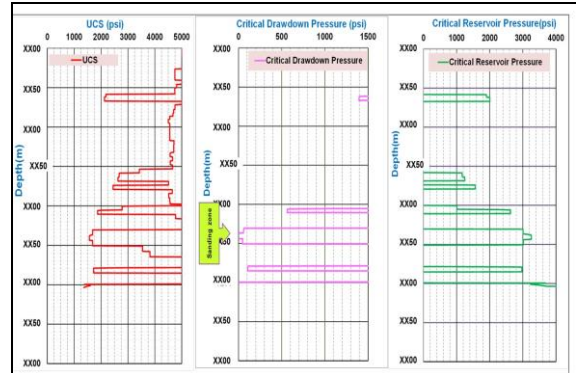 UCS (psi)
0 1000 2000 3000 4000 5000
UCS
Depth(m)
XX00
XX50
XX00
XX50
XX00
XX50
XX00
XX50
XX00
Critical Drawdown Pressure (psi)
0 500 1000 1500
Critical Drawdown Pressure
Depth(m)
Sanding zone
XX00
XX50
XX00
XX50
XX00
XX50
XX00
XX50
XX00
Critical Reservoir Pressure(psi)
0 1000 2000 3000 4000
Critical Reservoir Pressure
Depth(m)
XX00
XX50
XX00
XX50
XX00
XX50
XX00
XX50
XX00